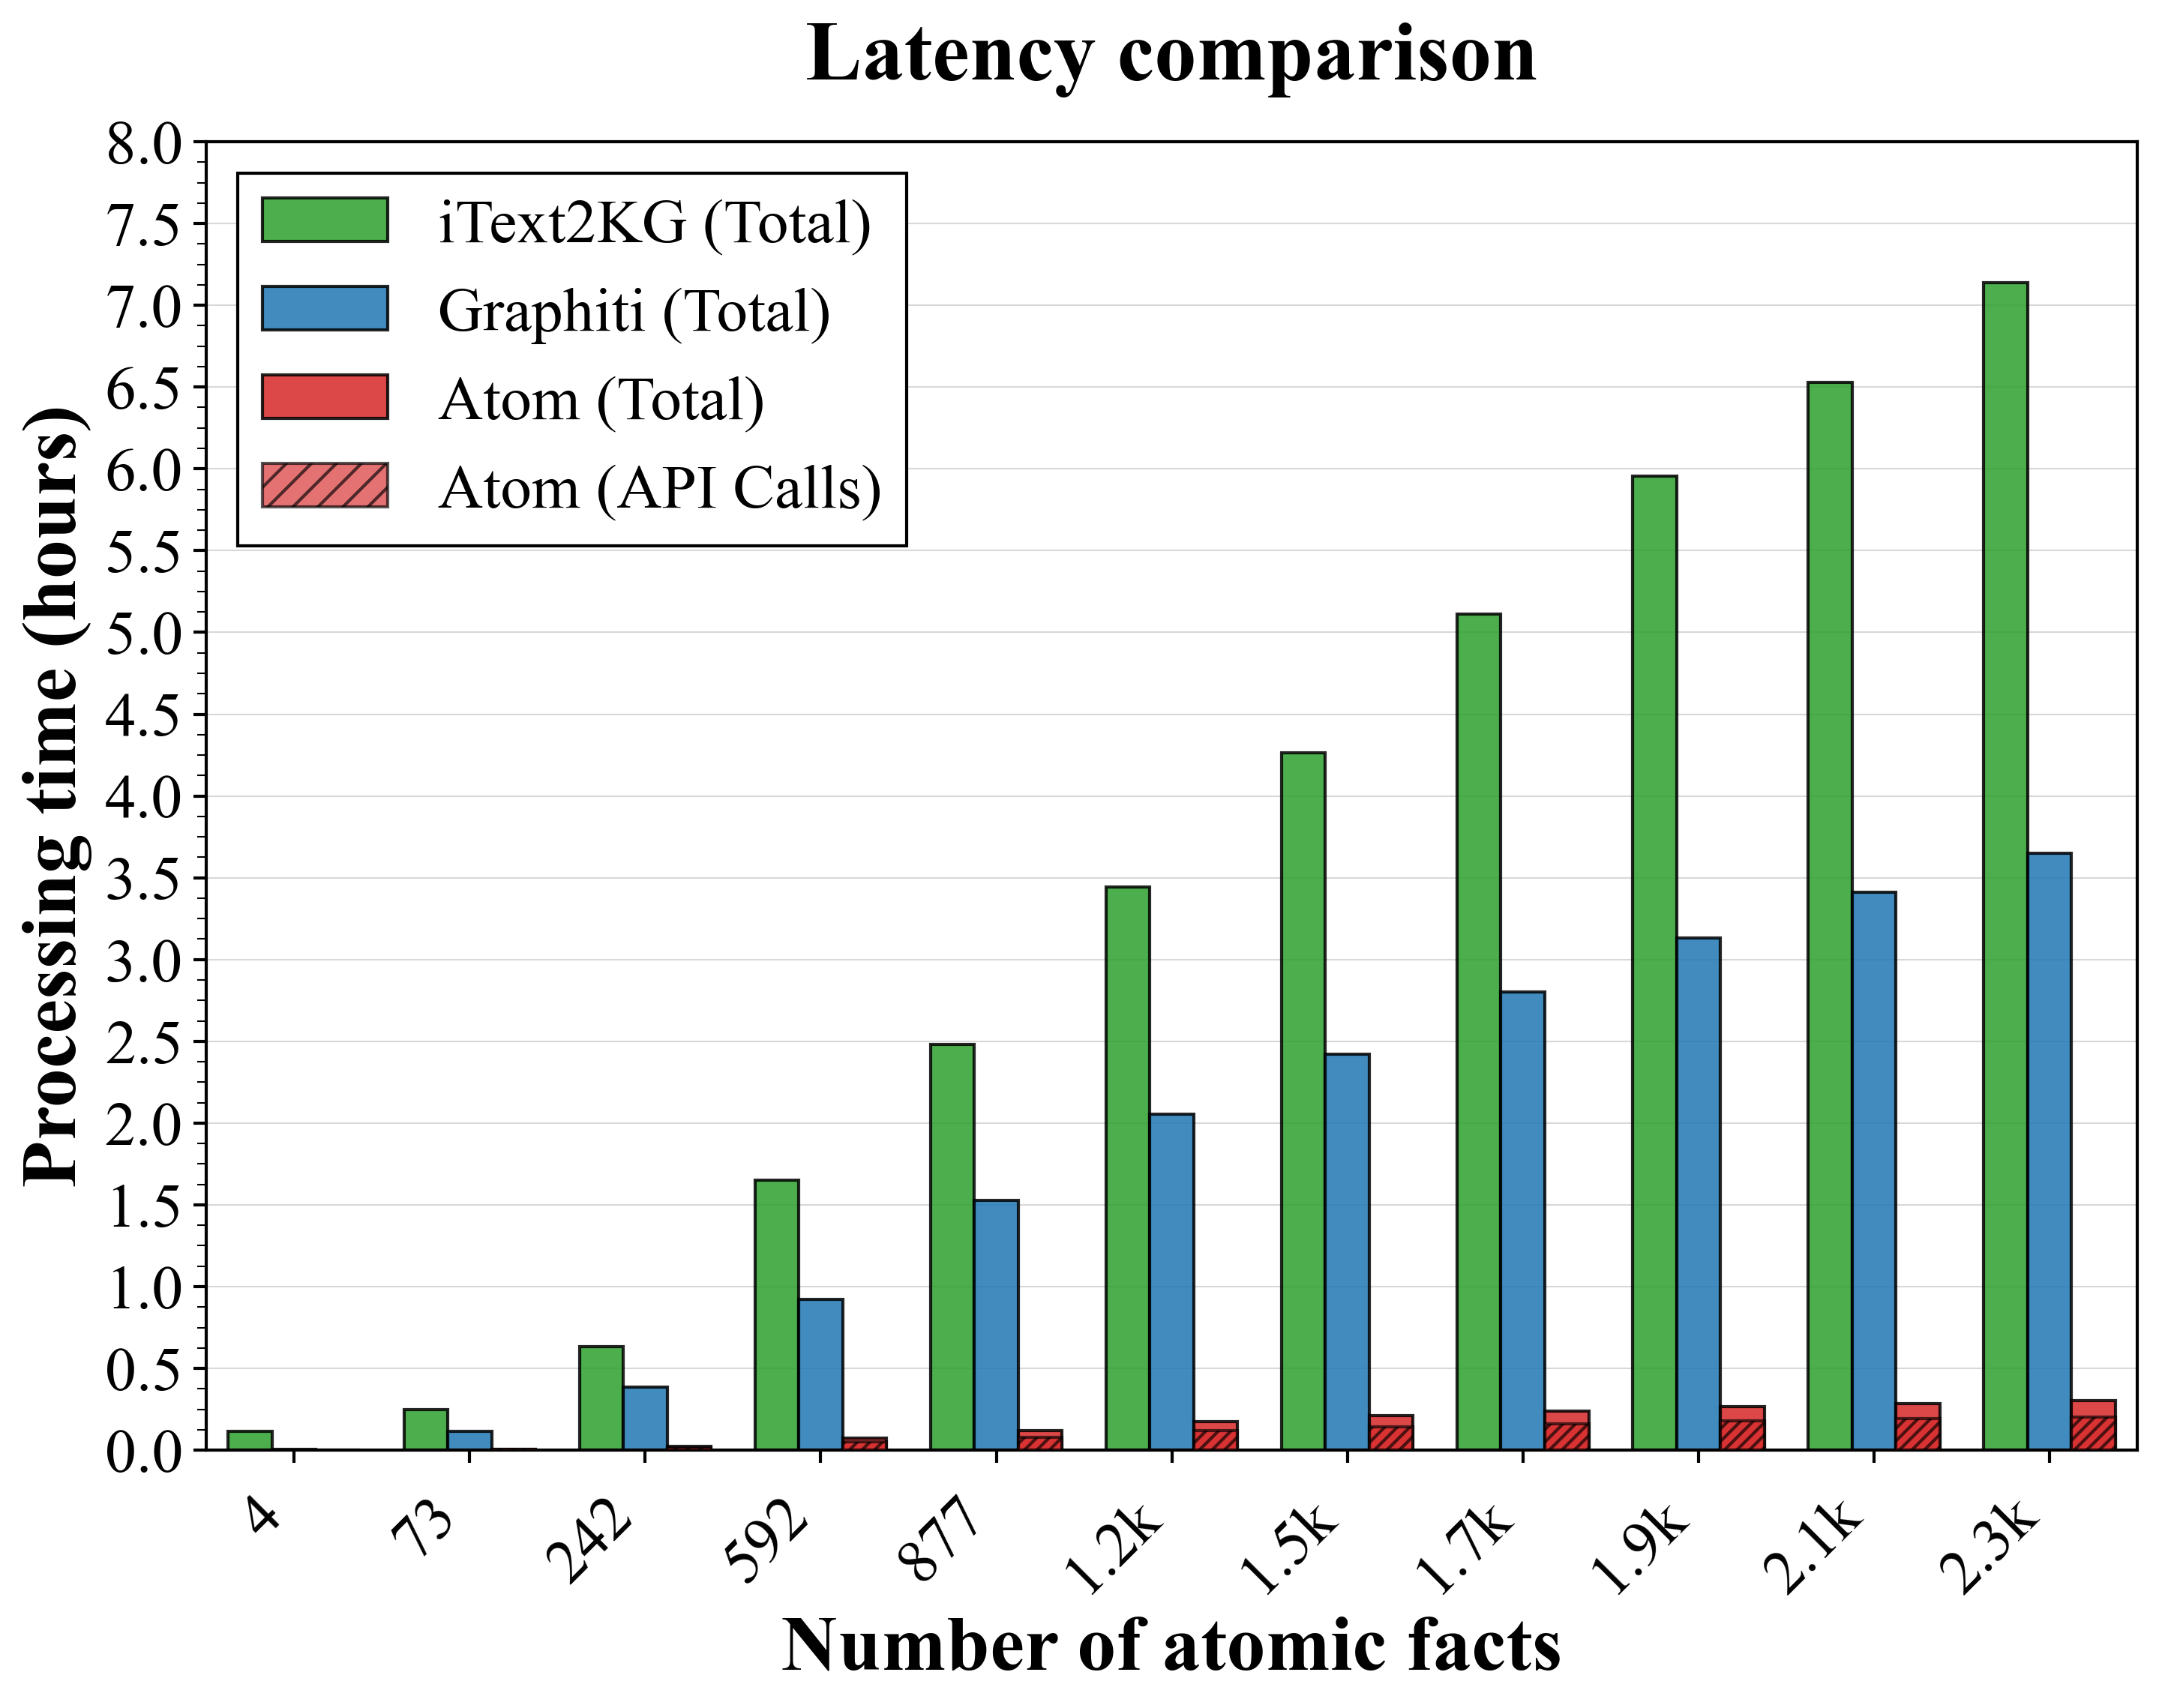 Latency comparison
8.0
7.5
7.0
6.5
6.0
5.5
5.0
4.5
4.0
3.5
3.0
2.5
2.0
1.5
1.0
0.5
0.0
Processing time (hours)
iText2KG (Total)
Graphiti (Total)
Atom (Total)
Atom (API Calls)
4
73
242
592
877
1.2k
1.5k
1.7k
1.9k
2.1k
2.3k
Number of atomic facts